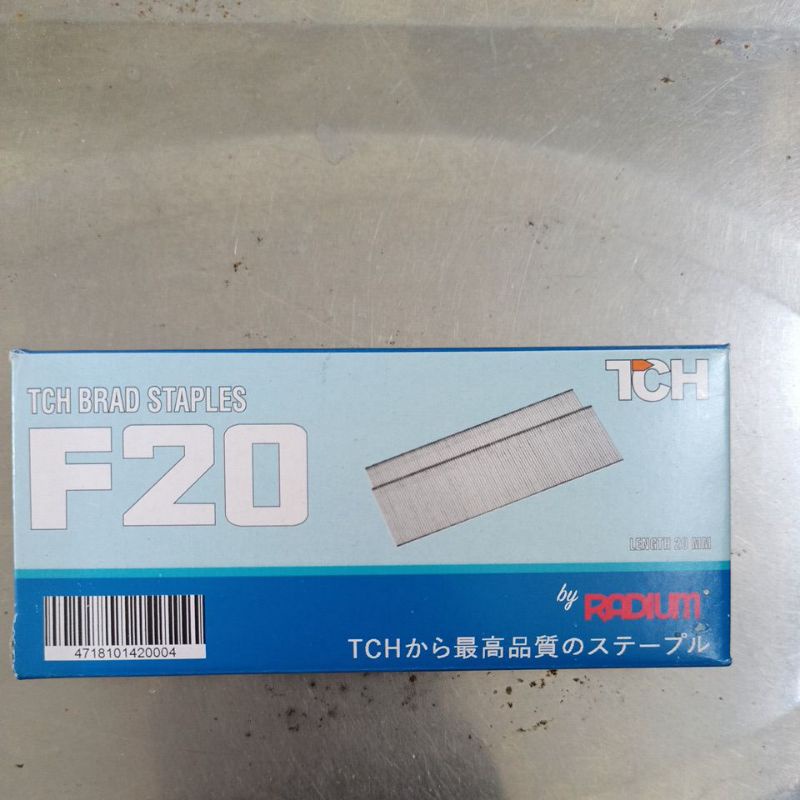 TCH BRAD STAPLES
F20
TCH
LENGTH 20 MM
by RADIUM
TCHから最高品質のステープル
4718101420004